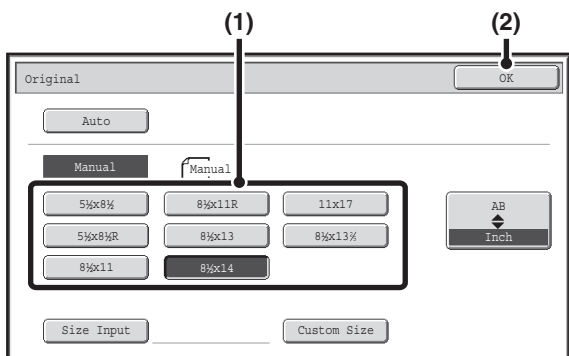 (1) (2)
Original OK
Auto
Manual Manual
5½x8½ 8½x11R 11x17
5½x8½R 8½x13 8½x13⅖
8½x11 8½x14
AB
Inch
Size Input Custom Size